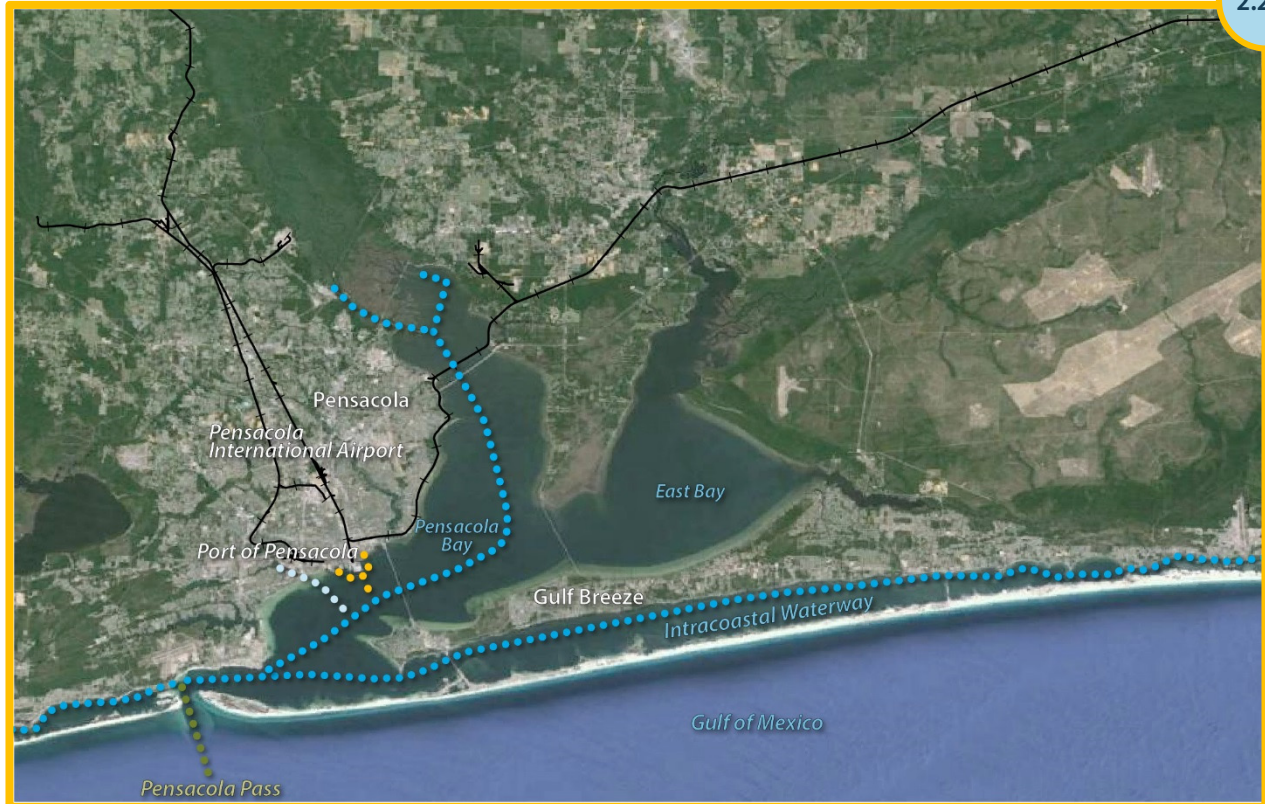 2.2
Pensacola
Pensacola
International Airport
East Bay
Pensacola
Bay
Port of Pensacola
Gulf Breeze
Intracoastal Waterway
Gulf of Mexico
Pensacola Pass